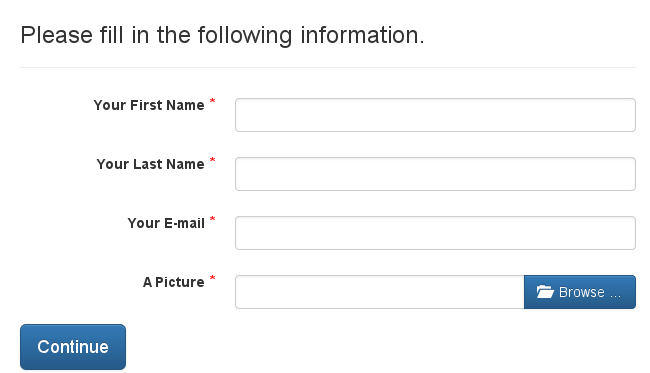 Please fill in the following information.
Your First Name *
Your Last Name *
Your E-mail *
A Picture *
Browse ...
Continue